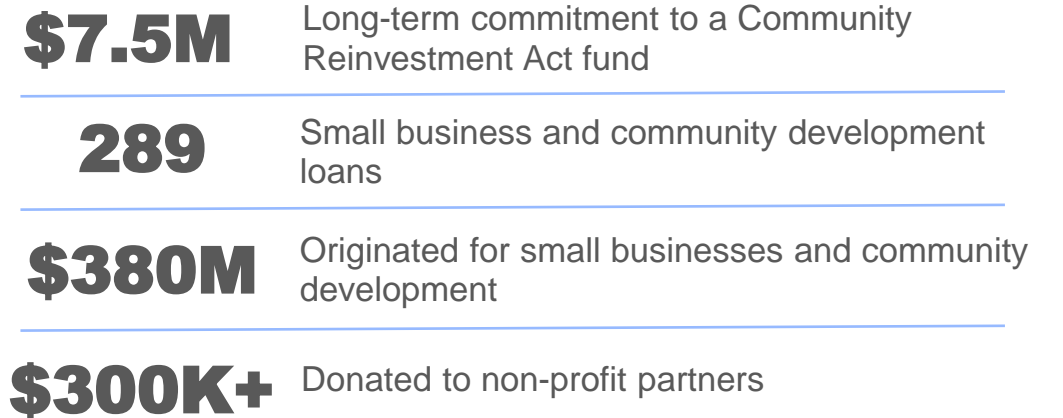 $7.5M
Long-term commitment to a Community
Reinvestment Act fund
289
Small business and community development
loans
$380M
Originated for small businesses and community
development
$300K+
Donated to non-profit partners